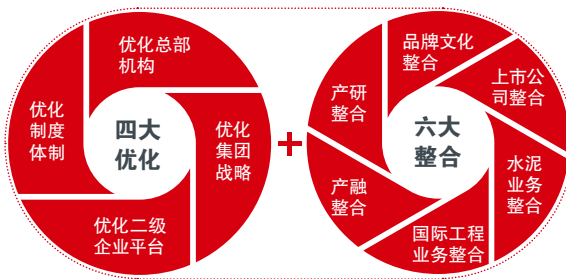 优化总部
机构
优化
集团
战略
优化二级
企业平台
优化
制度
体制
四大
优化
+
品牌文化
整合
上市公
司整合
水泥
业务
整合
国际工程
业务整合
产融
整合
产研
整合
六大
整合